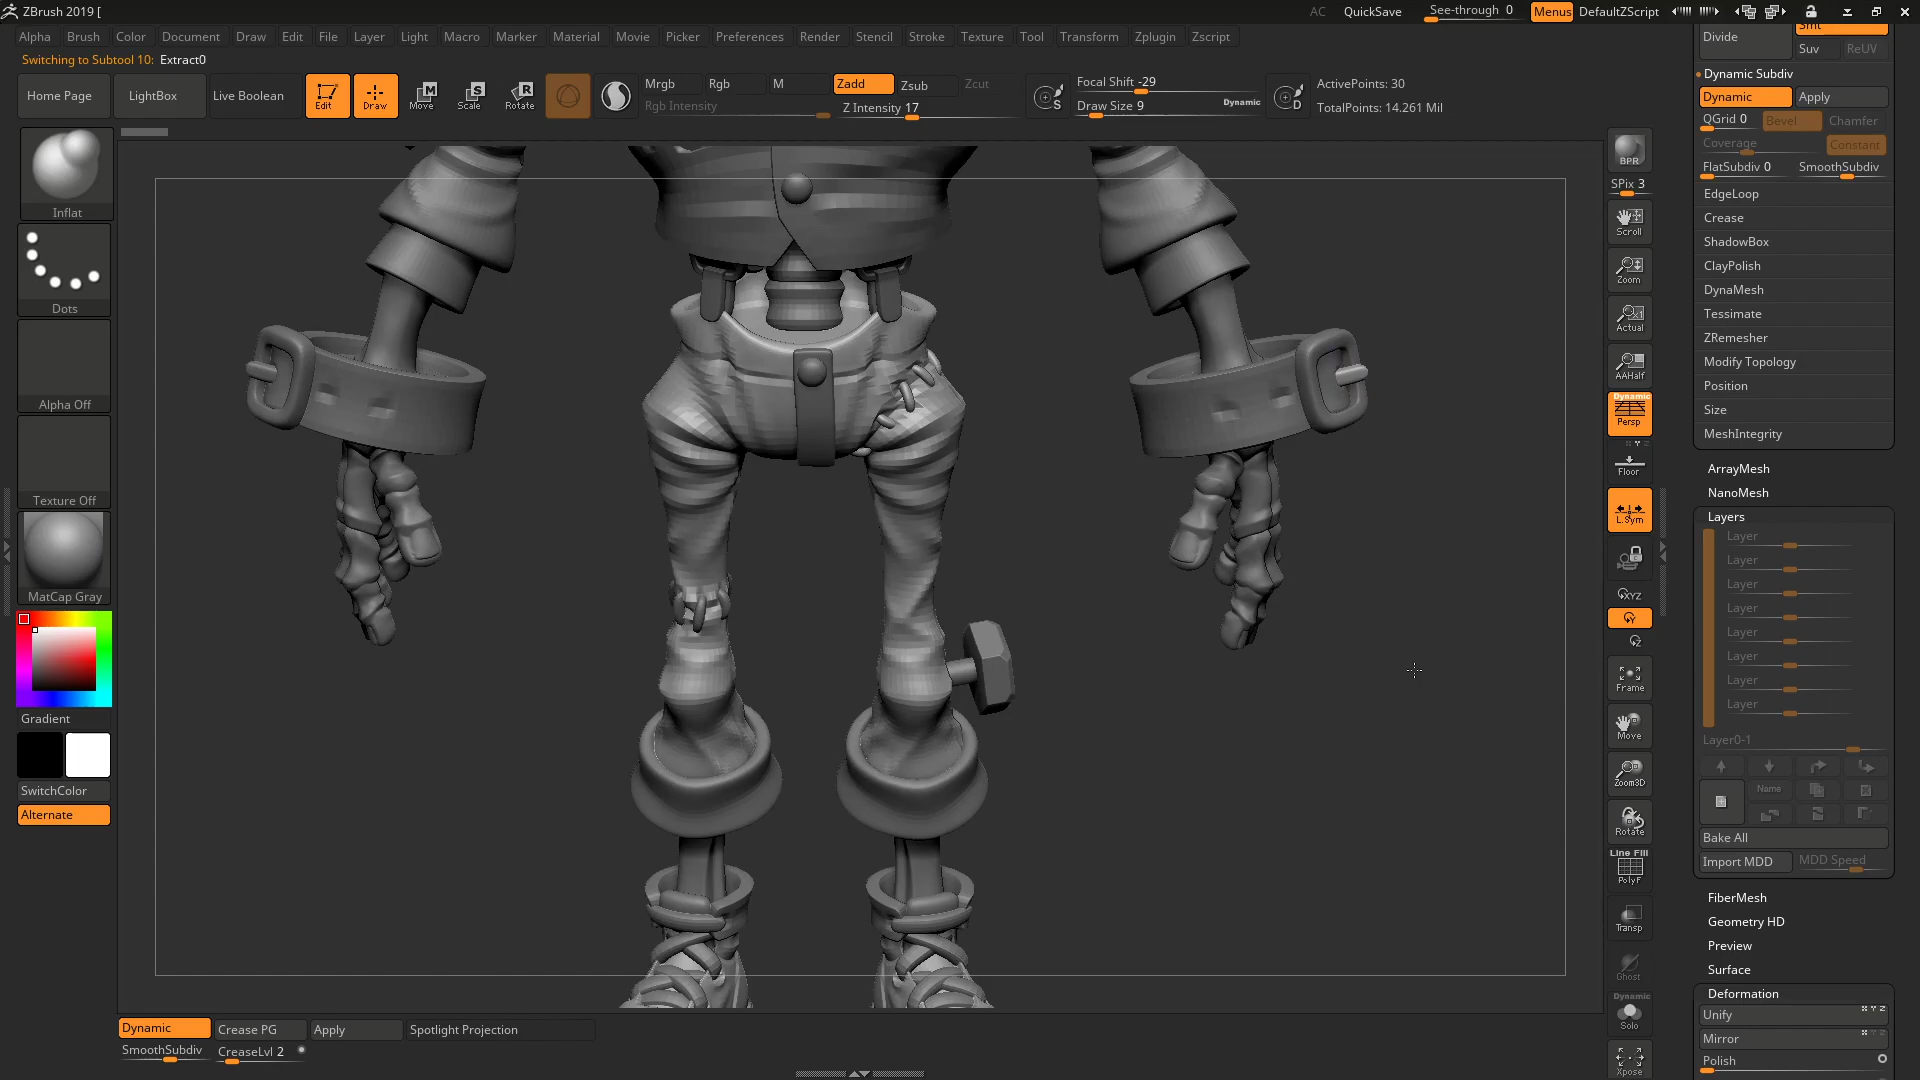 ZBrush 2019 [
AC QuickSave See-through 0 Menus DefaultZScript
Alpha Brush Color Document Draw Edit File Layer Light Macro Marker Material Movie Picker Preferences Render Stencil Stroke Texture Tool Transform Zplugin Zscript
Switching to Subtool 10: Extract0
Home Page LightBox Live Boolean Edit Draw Move Scale Rotate
Mrgb Rgb M Zadd Zsub Zcut
Rgb Intensity Z Intensity 17
Focal Shift -29
Draw Size 9 Dynamic
ActivePoints: 30
TotalPoints: 14.261 Mil
Inflat
Dots
Alpha Off
Texture Off
MatCap Gray
Gradient
SwitchColor
Alternate
BPR
SPix 3
Scroll
Zoom
Actual
AAHalf
Dynamic
Persp
Floor
L.Sym
XYZ
Y
Z
Frame
Move
Zoom3D
Rotate
Line Fill
PolyF
Transp
Ghost
Dynamic
Solo
Xpose
Divide Smt
Suv ReUV
Dynamic Subdiv
Dynamic Apply
QGrid 0 Bevel Chamfer
Coverage Constant
FlatSubdiv 0 SmoothSubdiv
EdgeLoop
Crease
ShadowBox
ClayPolish
DynaMesh
Tessimate
ZRemesher
Modify Topology
Position
Size
MeshIntegrity
ArrayMesh
NanoMesh
Layers
Layer
Layer
Layer
Layer
Layer
Layer
Layer
Layer
Layer0-1
Name
Bake All
Import MDD MDD Speed
FiberMesh
Geometry HD
Preview
Surface
Deformation
Unify X Y Z
Mirror X Y Z
Polish
Dynamic Crease PG Apply Spotlight Projection
SmoothSubdiv CreaseLvl 2